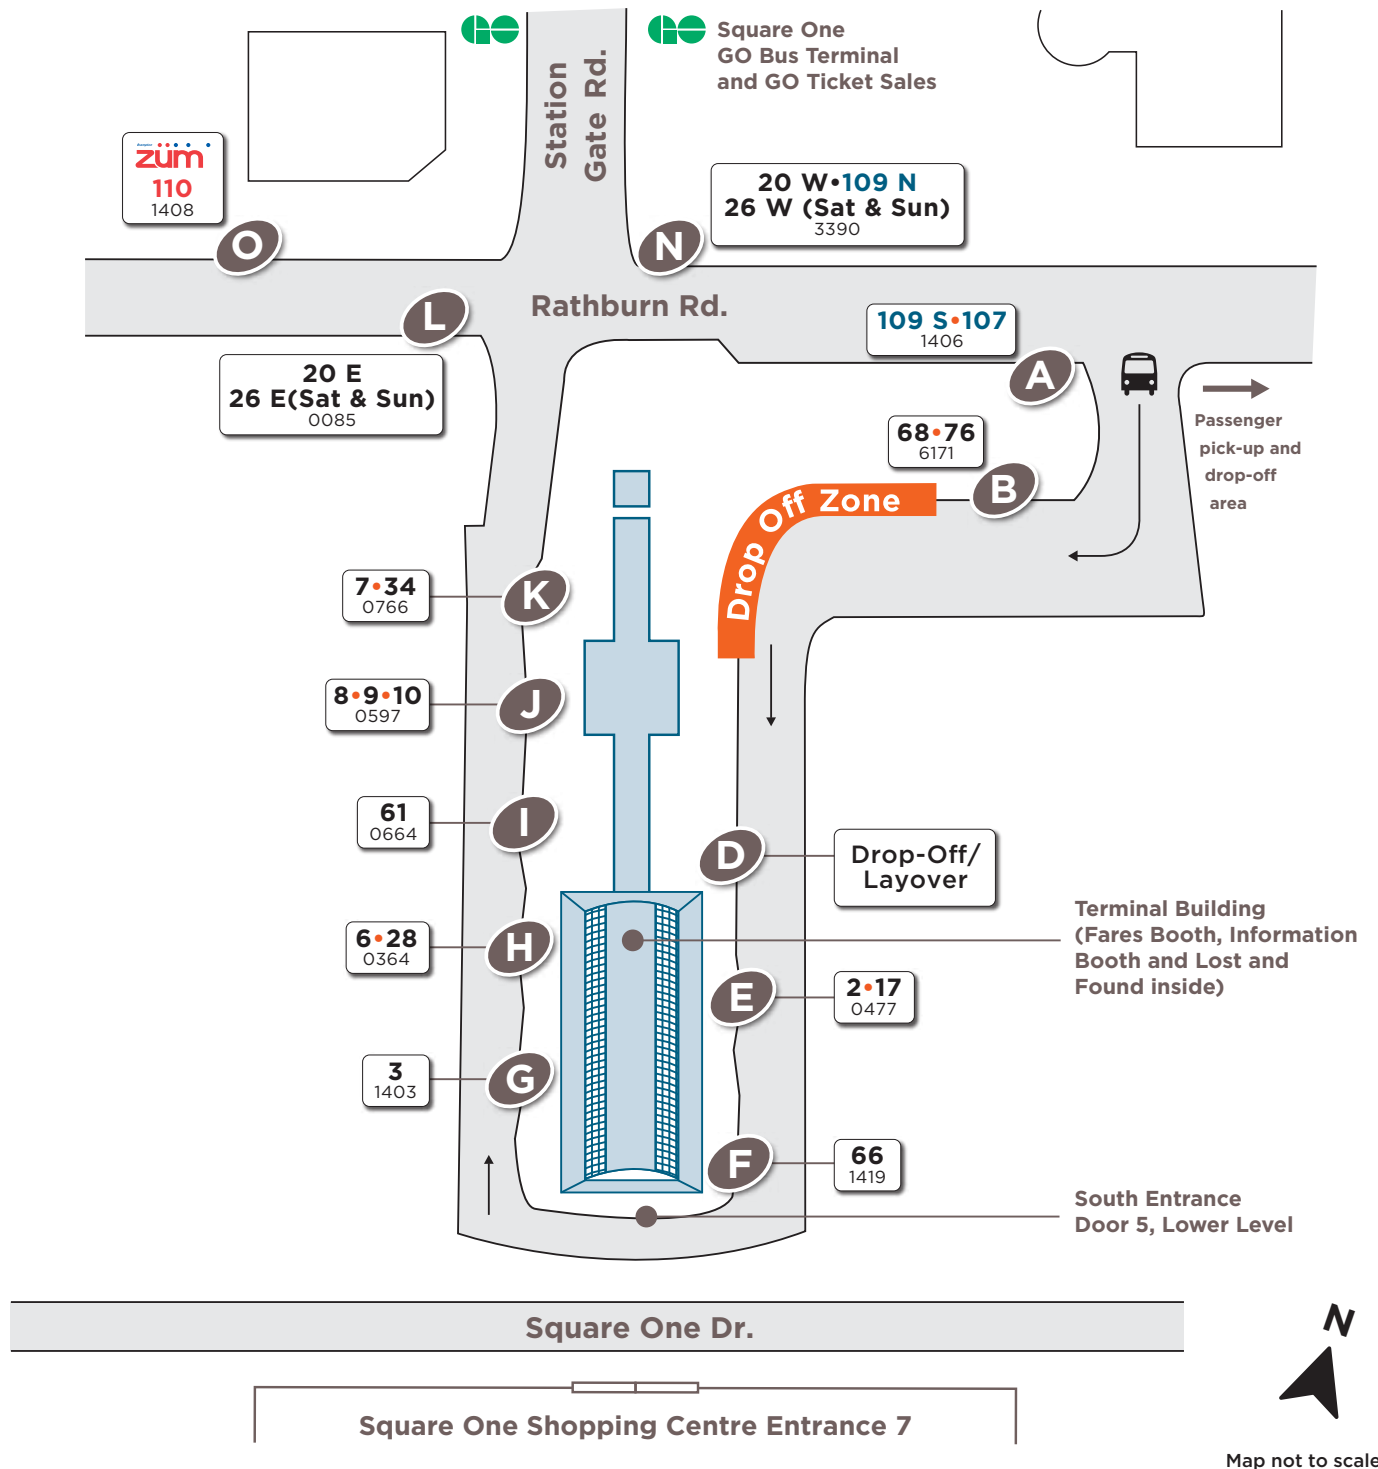 GO
GO
Square One
GO Bus Terminal
and GO Ticket Sales
Station
Gate Rd.
züm
110
1408
O
N
20 W•109 N
26 W (Sat & Sun)
3390
L
Rathburn Rd.
109 S•107
1406
A
20 E
26 E(Sat & Sun)
0085
Passenger
pick-up and
drop-off
area
68•76
6171
B
Drop Off Zone
7•34
0766
K
8•9•10
0597
J
61
0664
I
D
Drop-Off/
Layover
Terminal Building
(Fares Booth, Information
Booth and Lost and
Found inside)
6•28
0364
H
E
2•17
0477
3
1403
G
F
66
1419
South Entrance
Door 5, Lower Level
Square One Dr.
N
Square One Shopping Centre Entrance 7
Map not to scale